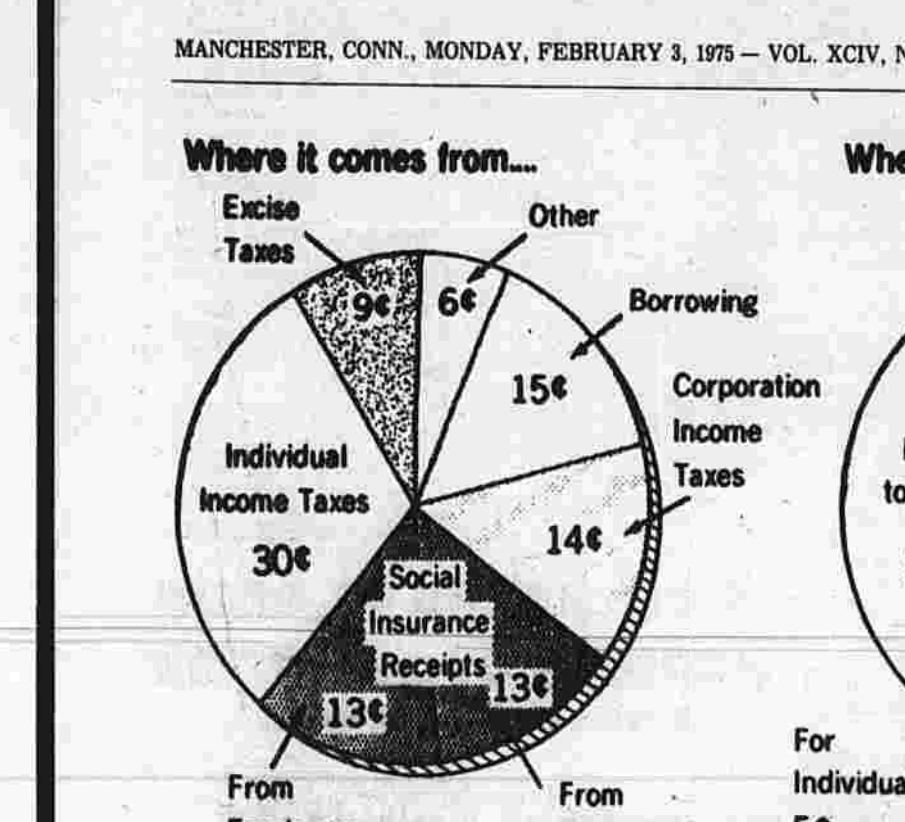 MANCHESTER, CONN., MONDAY, FEBRUARY 3, 1975 — VOL. XCIV,
Where it comes from....
Excise
Taxes
Other
9¢
6¢
Borrowing
15¢
Corporation
Income
Taxes
Individual
Income Taxes
30¢
14¢
Social
Insurance
Receipts
13¢
13¢
From
From
For